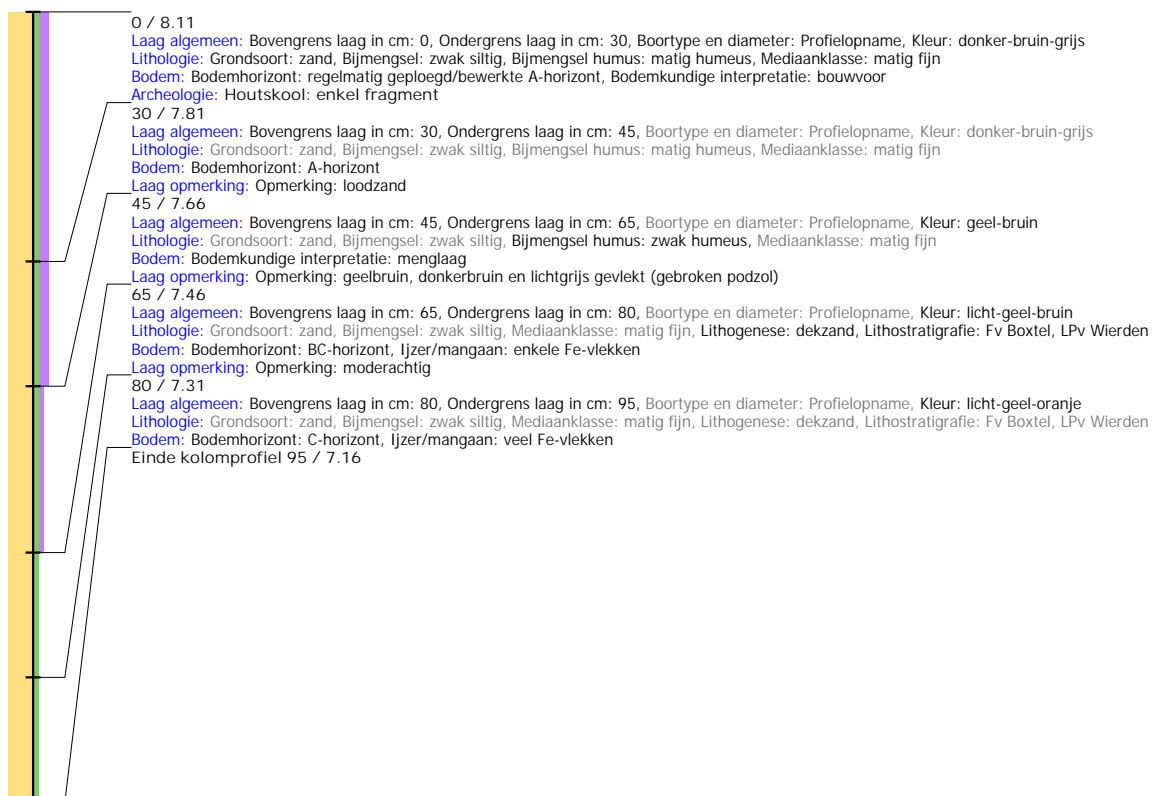 0 / 8.11
Laag algemeen: Bovengrens laag in cm: 0, Ondergrens laag in cm: 30, Boortype en diameter: Profielopname, Kleur: donker-bruin-grijs
Lithologie: Grondsoort: zand, Bijmengsel: zwak siltig, Bijmengsel humus: matig humeus, Mediaanklasse: matig fijn
Bodem: Bodemhorizont: regelmatig geploegd/bewerkte A-horizont, Bodemkundige interpretatie: bouwvoor
Archeologie: Houtskool: enkel fragment
30 / 7.81
Laag algemeen: Bovengrens laag in cm: 30, Ondergrens laag in cm: 45, Boortype en diameter: Profielopname, Kleur: donker-bruin-grijs
Lithologie: Grondsoort: zand, Bijmengsel: zwak siltig, Bijmengsel humus: matig humeus, Mediaanklasse: matig fijn
Bodem: Bodemhorizont: A-horizont
Laag opmerking: Opmerking: loodzand
45 / 7.66
Laag algemeen: Bovengrens laag in cm: 45, Ondergrens laag in cm: 65, Boortype en diameter: Profielopname, Kleur: geel-bruin
Lithologie: Grondsoort: zand, Bijmengsel: zwak siltig, Bijmengsel humus: zwak humeus, Mediaanklasse: matig fijn
Bodem: Bodemkundige interpretatie: menglaag
Laag opmerking: Opmerking: geelbruin, donkerbruin en lichtgrijs gevlekt (gebroken podzol)
65 / 7.46
Laag algemeen: Bovengrens laag in cm: 65, Ondergrens laag in cm: 80, Boortype en diameter: Profielopname, Kleur: licht-geel-bruin
Lithologie: Grondsoort: zand, Bijmengsel: zwak siltig, Mediaanklasse: matig fijn, Lithogenese: dekzand, Lithostratigrafie: Fv Boxtel, LPv Wierden
Bodem: Bodemhorizont: BC-horizont, Ijzer/mangaan: enkele Fe-vlekken
Laag opmerking: Opmerking: moderachtig
80 / 7.31
Laag algemeen: Bovengrens laag in cm: 80, Ondergrens laag in cm: 95, Boortype en diameter: Profielopname, Kleur: licht-geel-oranje
Lithologie: Grondsoort: zand, Bijmengsel: zwak siltig, Mediaanklasse: matig fijn, Lithogenese: dekzand, Lithostratigrafie: Fv Boxtel, LPv Wierden
Bodem: Bodemhorizont: C-horizont, Ijzer/mangaan: veel Fe-vlekken
Einde kolomprofiel 95 / 7.16